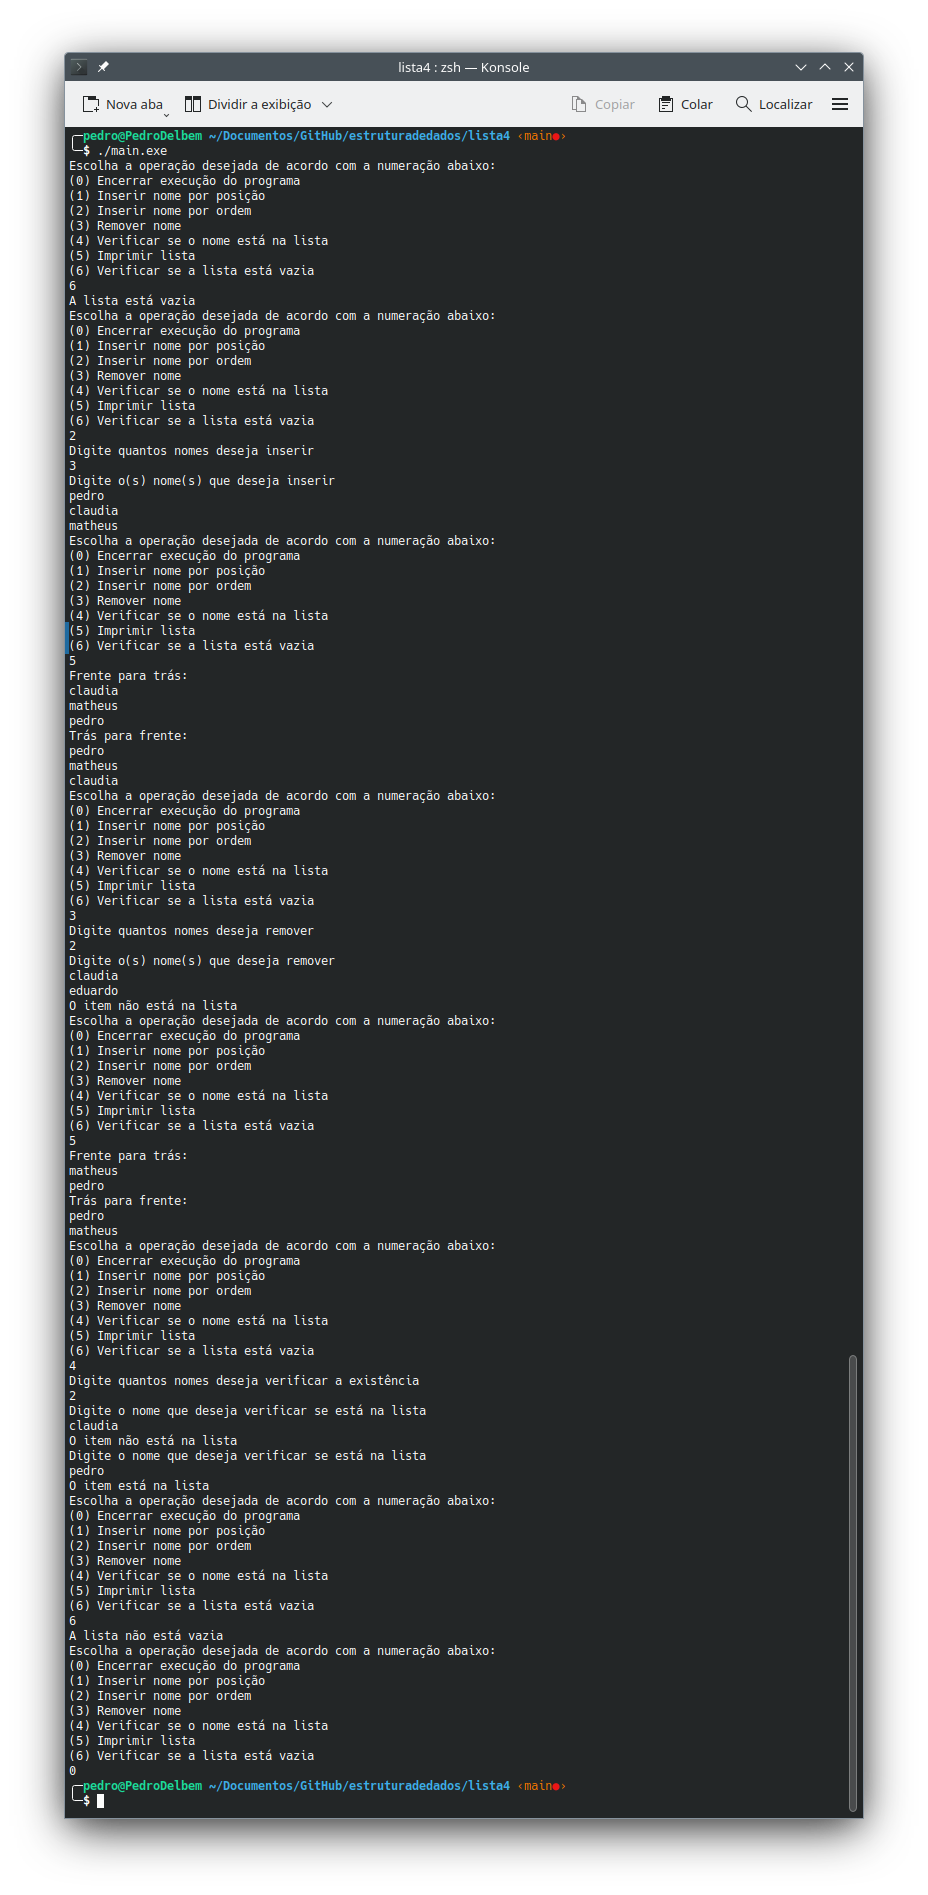 lista4 : zsh — Konsole
Nova aba Dividir a exibição Copiar Colar Localizar
pedro@PedroDelbem ~/Documentos/GitHub/estruturadedados/lista4 ‹main●›
$ ./main.exe
Escolha a operação desejada de acordo com a numeração abaixo:
(0) Encerrar execução do programa
(1) Inserir nome por posição
(2) Inserir nome por ordem
(3) Remover nome
(4) Verificar se o nome está na lista
(5) Imprimir lista
(6) Verificar se a lista está vazia
6
A lista está vazia
Escolha a operação desejada de acordo com a numeração abaixo:
(0) Encerrar execução do programa
(1) Inserir nome por posição
(2) Inserir nome por ordem
(3) Remover nome
(4) Verificar se o nome está na lista
(5) Imprimir lista
(6) Verificar se a lista está vazia
2
Digite quantos nomes deseja inserir
3
Digite o(s) nome(s) que deseja inserir
pedro
claudia
matheus
Escolha a operação desejada de acordo com a numeração abaixo:
(0) Encerrar execução do programa
(1) Inserir nome por posição
(2) Inserir nome por ordem
(3) Remover nome
(4) Verificar se o nome está na lista
(5) Imprimir lista
(6) Verificar se a lista está vazia
5
Frente para trás:
claudia
matheus
pedro
Trás para frente:
pedro
matheus
claudia
Escolha a operação desejada de acordo com a numeração abaixo:
(0) Encerrar execução do programa
(1) Inserir nome por posição
(2) Inserir nome por ordem
(3) Remover nome
(4) Verificar se o nome está na lista
(5) Imprimir lista
(6) Verificar se a lista está vazia
3
Digite quantos nomes deseja remover
2
Digite o(s) nome(s) que deseja remover
claudia
eduardo
O item não está na lista
Escolha a operação desejada de acordo com a numeração abaixo:
(0) Encerrar execução do programa
(1) Inserir nome por posição
(2) Inserir nome por ordem
(3) Remover nome
(4) Verificar se o nome está na lista
(5) Imprimir lista
(6) Verificar se a lista está vazia
5
Frente para trás:
matheus
pedro
Trás para frente:
pedro
matheus
Escolha a operação desejada de acordo com a numeração abaixo:
(0) Encerrar execução do programa
(1) Inserir nome por posição
(2) Inserir nome por ordem
(3) Remover nome
(4) Verificar se o nome está na lista
(5) Imprimir lista
(6) Verificar se a lista está vazia
4
Digite quantos nomes deseja verificar a existência
2
Digite o nome que deseja verificar se está na lista
claudia
O item não está na lista
Digite o nome que deseja verificar se está na lista
pedro
O item está na lista
Escolha a operação desejada de acordo com a numeração abaixo:
(0) Encerrar execução do programa
(1) Inserir nome por posição
(2) Inserir nome por ordem
(3) Remover nome
(4) Verificar se o nome está na lista
(5) Imprimir lista
(6) Verificar se a lista está vazia
6
A lista não está vazia
Escolha a operação desejada de acordo com a numeração abaixo:
(0) Encerrar execução do programa
(1) Inserir nome por posição
(2) Inserir nome por ordem
(3) Remover nome
(4) Verificar se o nome está na lista
(5) Imprimir lista
(6) Verificar se a lista está vazia
0
pedro@PedroDelbem ~/Documentos/GitHub/estruturadedados/lista4 ‹main●›
$